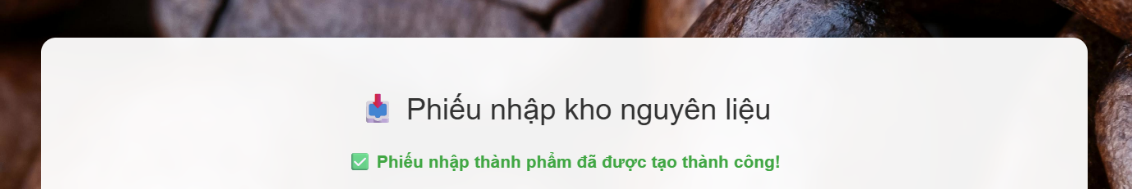 Phiếu nhập kho nguyên liệu
Phiếu nhập thành phẩm đã được tạo thành công!